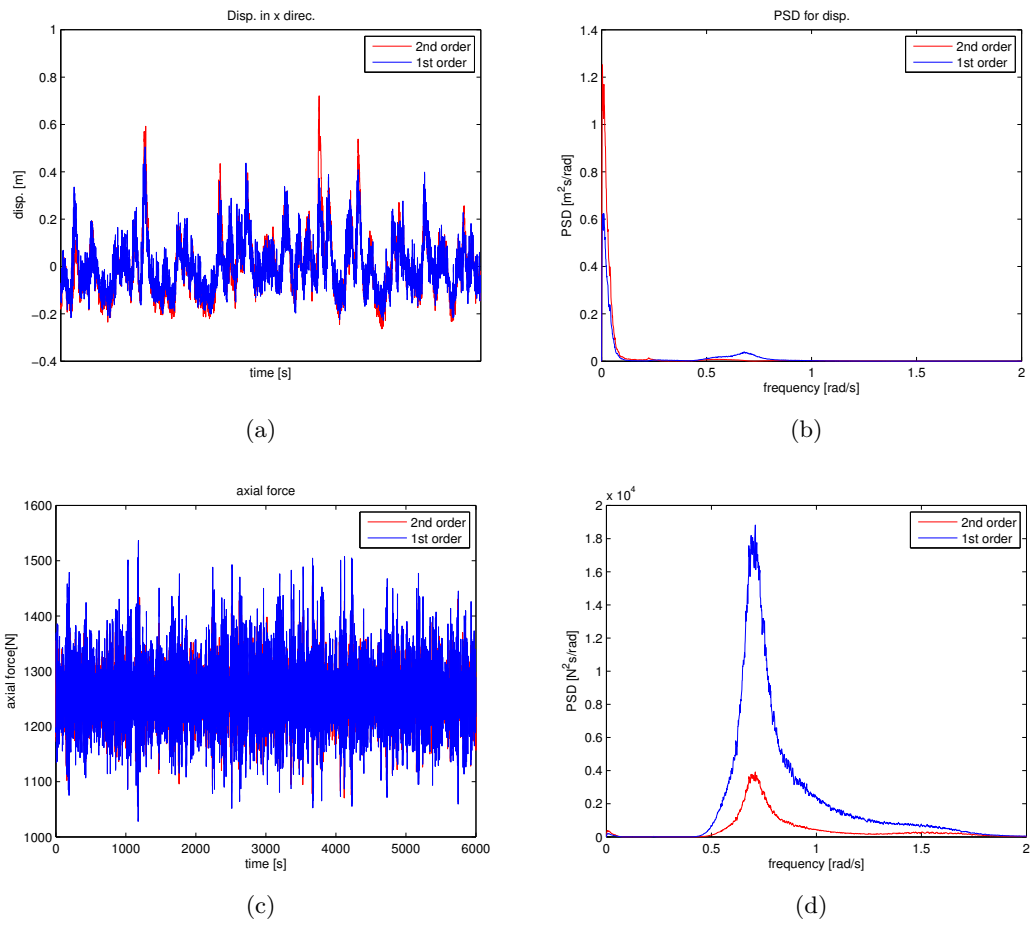 Disp. in x direc.
1
0.8
0.6
0.4
0.2
0
−0.2
−0.4
disp. [m]
time [s]
2nd order
1st order
(a)
PSD for disp.
1.4
1.2
1
0.8
0.6
0.4
0.2
0
PSD [m²s/rad]
0 0.5 1 1.5 2
frequency [rad/s]
2nd order
1st order
(b)
axial force
1600
1500
1400
1300
1200
1100
1000
axial force[N]
0 1000 2000 3000 4000 5000 6000
time [s]
2nd order
1st order
(c)
x 10⁴
2
1.8
1.6
1.4
1.2
1
0.8
0.6
0.4
0.2
0
PSD [N²s/rad]
0 0.5 1 1.5 2
frequency [rad/s]
2nd order
1st order
(d)